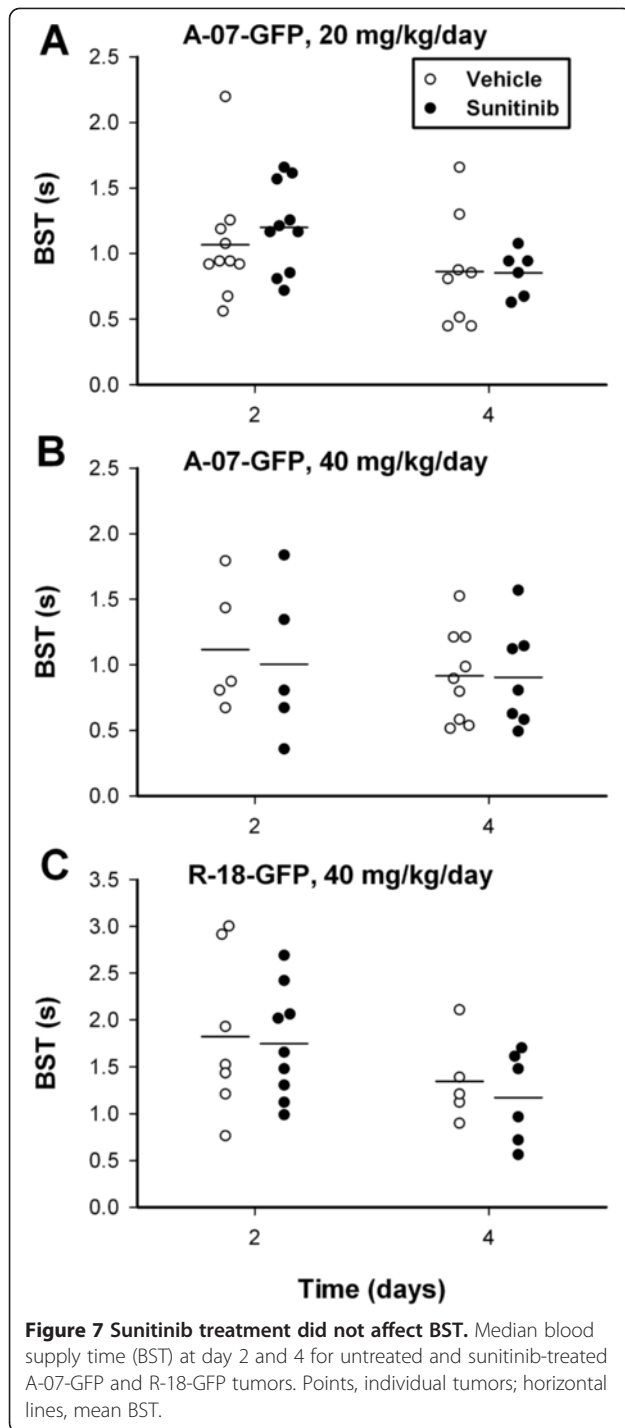 A
A-07-GFP, 20 mg/kg/day
Vehicle
Sunitinib
BST (s)
2.5
2.0
1.5
1.0
0.5
0.0
2 4
B
A-07-GFP, 40 mg/kg/day
BST (s)
2.5
2.0
1.5
1.0
0.5
0.0
2 4
C
R-18-GFP, 40 mg/kg/day
BST (s)
3.5
3.0
2.5
2.0
1.5
1.0
0.5
0.0
2 4
Time (days)
Figure 7 Sunitinib treatment did not affect BST. Median blood
supply time (BST) at day 2 and 4 for untreated and sunitinib-treated
A-07-GFP and R-18-GFP tumors. Points, individual tumors; horizontal
lines, mean BST.